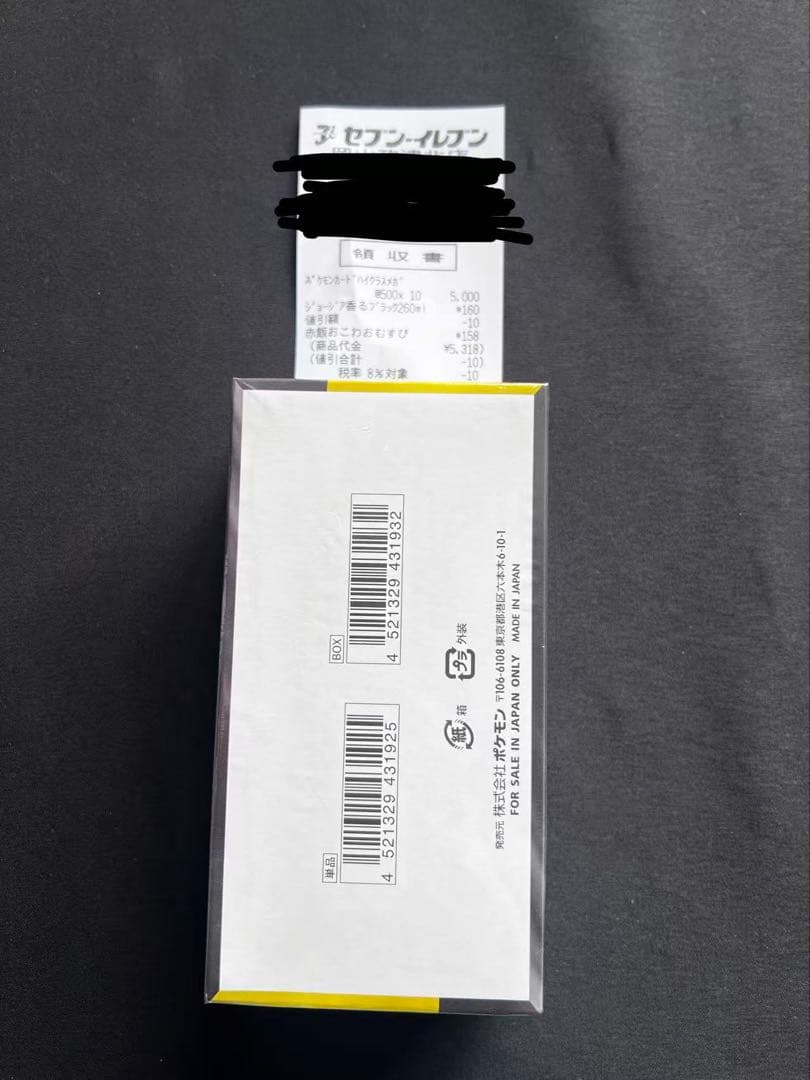 セブン-イレブン
領収書
ポケモンカードハイクラスメガ
@500x 10 5,000
ジョージア香るブラック260ml *160
値引額 -10
赤飯おこわおむすび *158
(商品代金 ¥5,318)
(値引合計 -10)
税率 8%対象 -10
BOX
4 521329 431932
単品
4 521329 431925
プラ 外装
紙 箱
発売元 株式会社ポケモン 〒106-6108 東京都港区六本木6-10-1
FOR SALE IN JAPAN ONLY MADE IN JAPAN